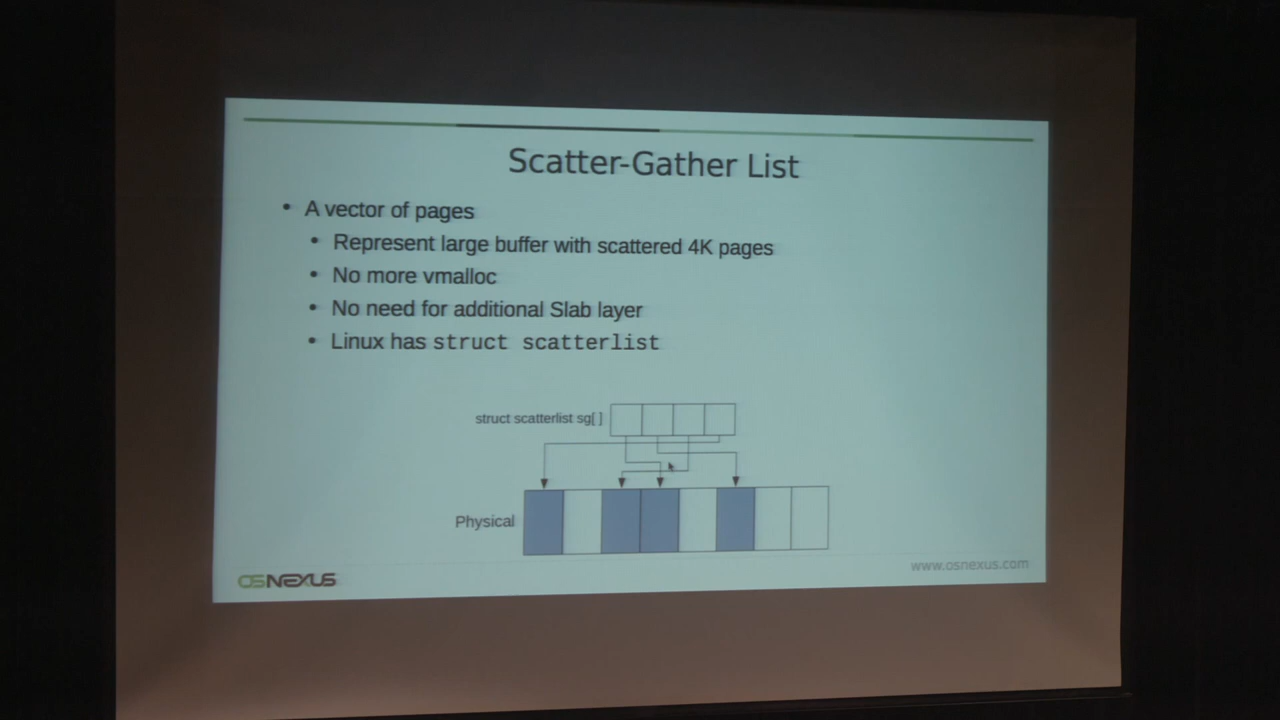 Scatter-Gather List
• A vector of pages
• Represent large buffer with scattered 4K pages
• No more vmalloc
• No need for additional Slab layer
• Linux has struct scatterlist
struct scatterlist sg[ ]
Physical
OSNEXUS
www.osnexus.com